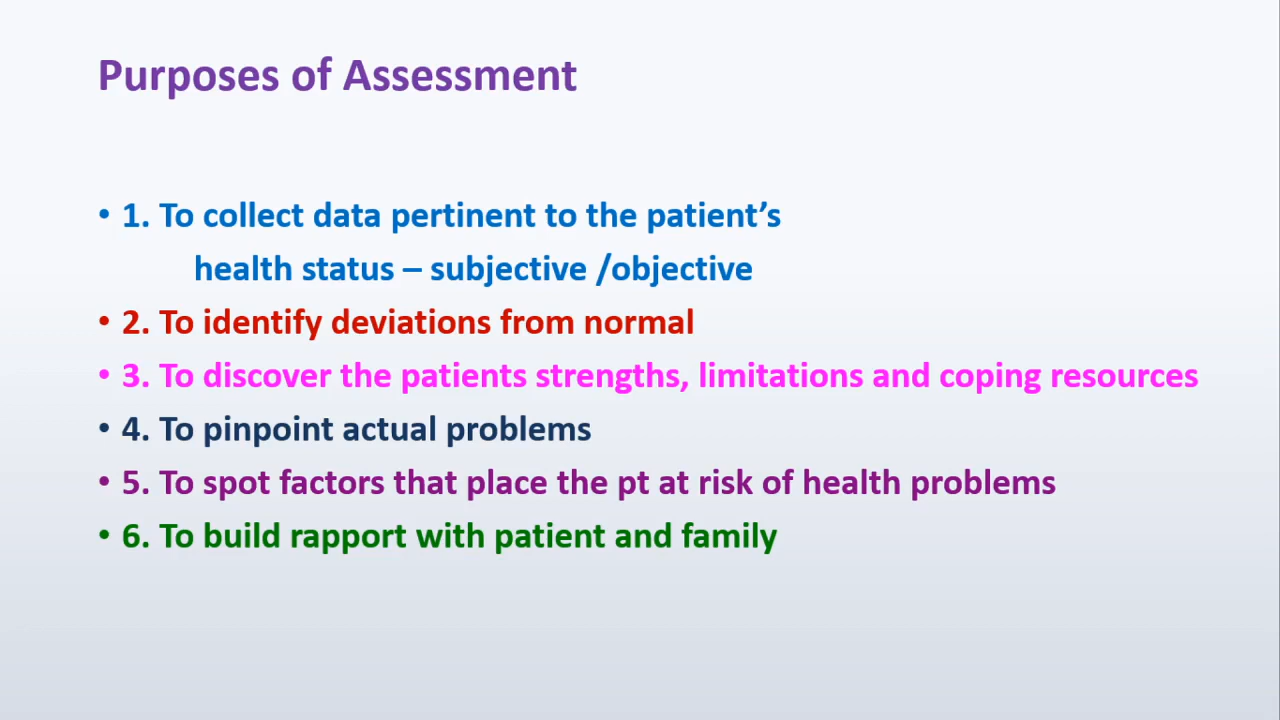 Purposes of Assessment
• 1. To collect data pertinent to the patient’s
health status – subjective /objective
• 2. To identify deviations from normal
• 3. To discover the patients strengths, limitations and coping resources
• 4. To pinpoint actual problems
• 5. To spot factors that place the pt at risk of health problems
• 6. To build rapport with patient and family